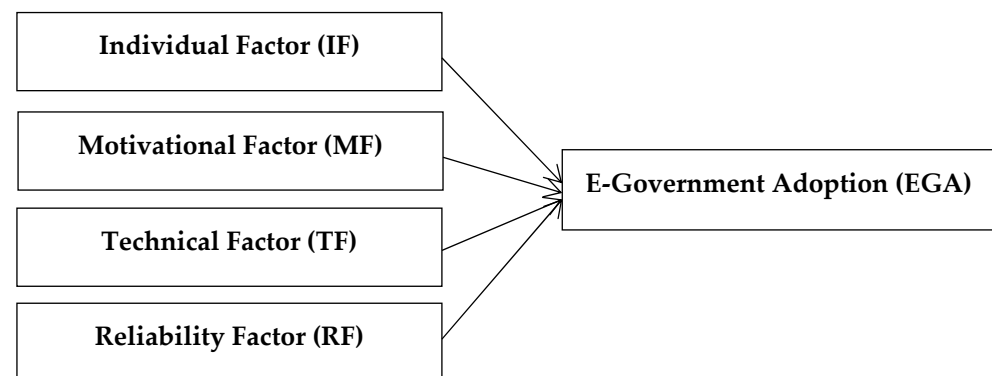 Individual Factor (IF)
Motivational Factor (MF)
E-Government Adoption (EGA)
Technical Factor (TF)
Reliability Factor (RF)